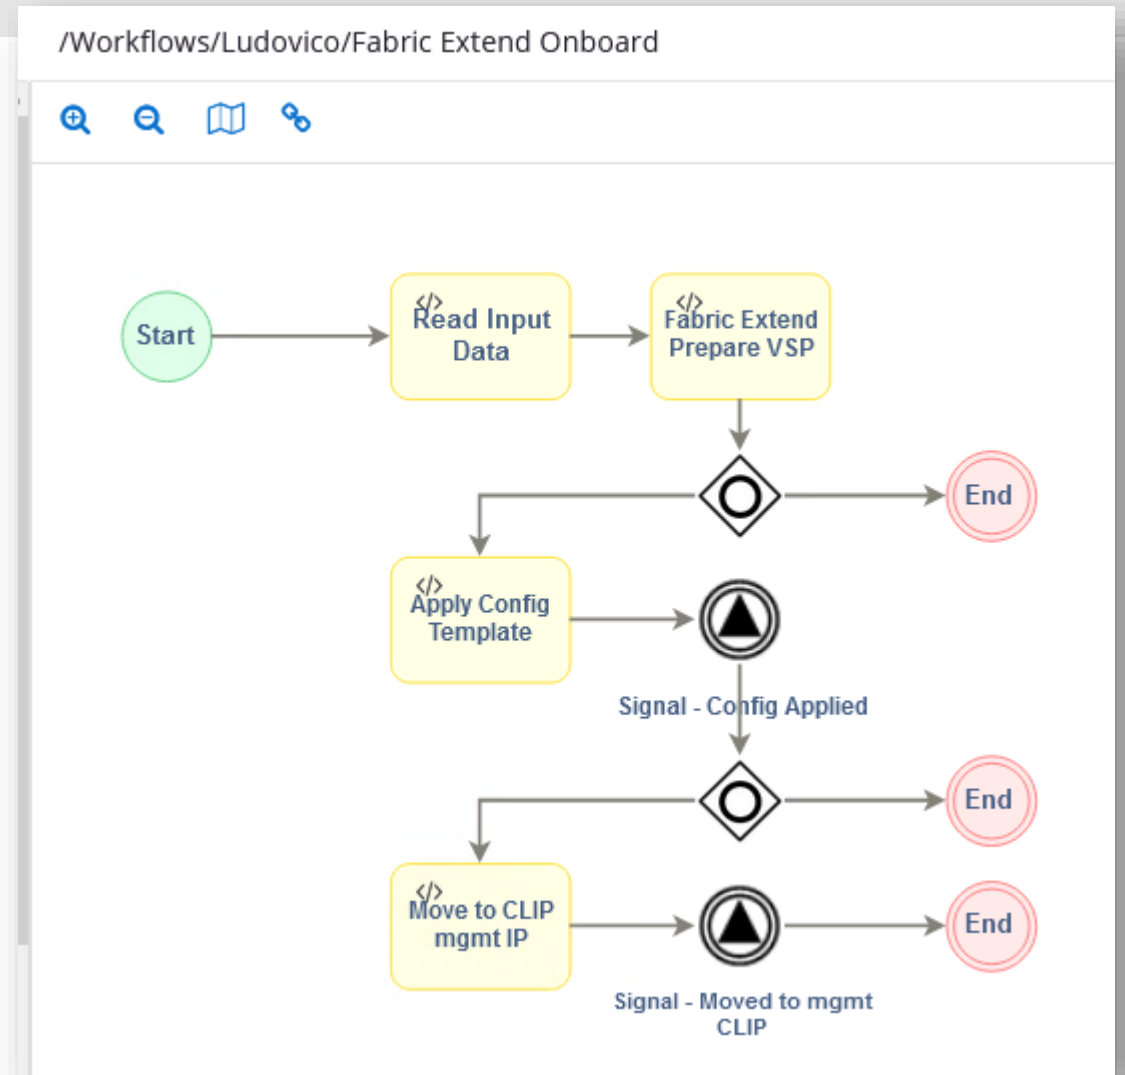 /Workflows/Ludovico/Fabric Extend Onboard
Start
</>
Read Input
Data
</>
Fabric Extend
Prepare VSP
End
</>
Apply Config
Template
Signal - Config Applied
End
</>
Move to CLIP
mgmt IP
End
Signal - Moved to mgmt
CLIP